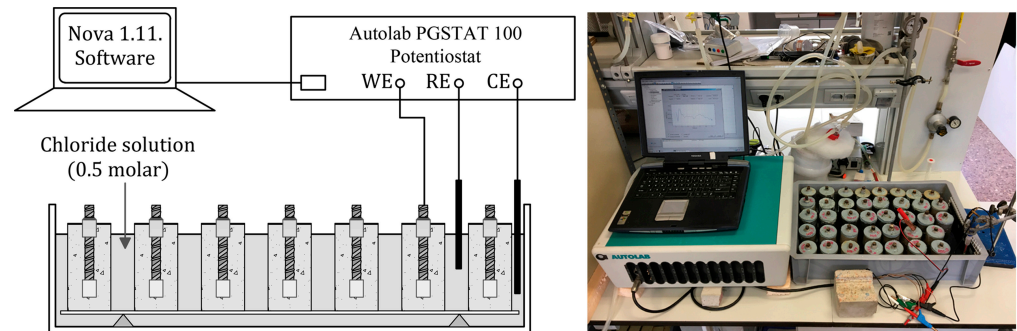 Nova 1.11.
Software
Autolab PGSTAT 100
Potentiostat
WE RE CE
Chloride solution
(0.5 molar)
AUTOLAB